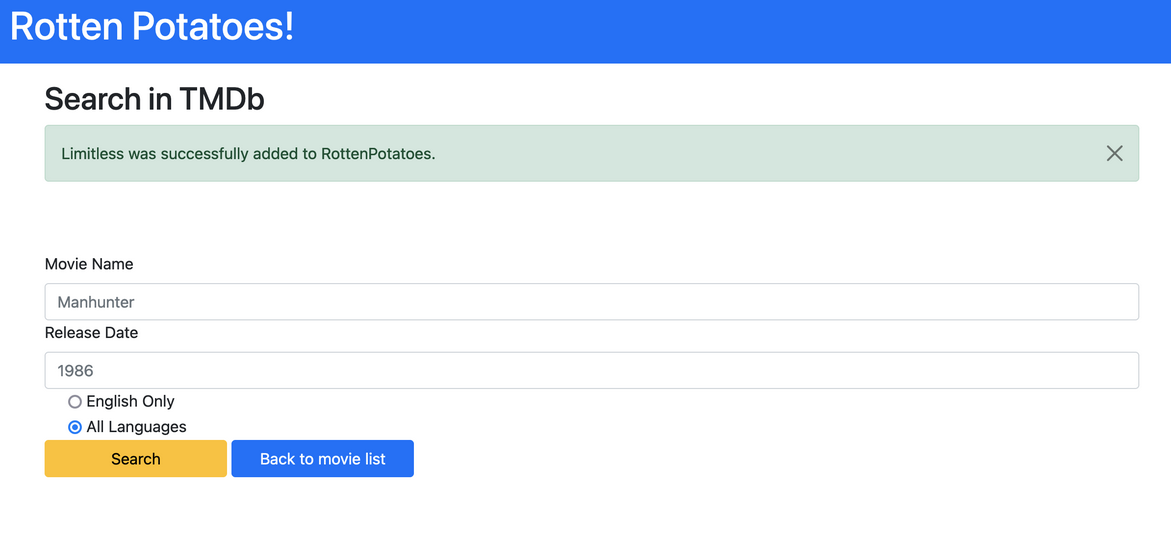 Rotten Potatoes!
Search in TMDb
Limitless was successfully added to RottenPotatoes.
Movie Name
Manhunter
Release Date
1986
English Only
All Languages
Search Back to movie list